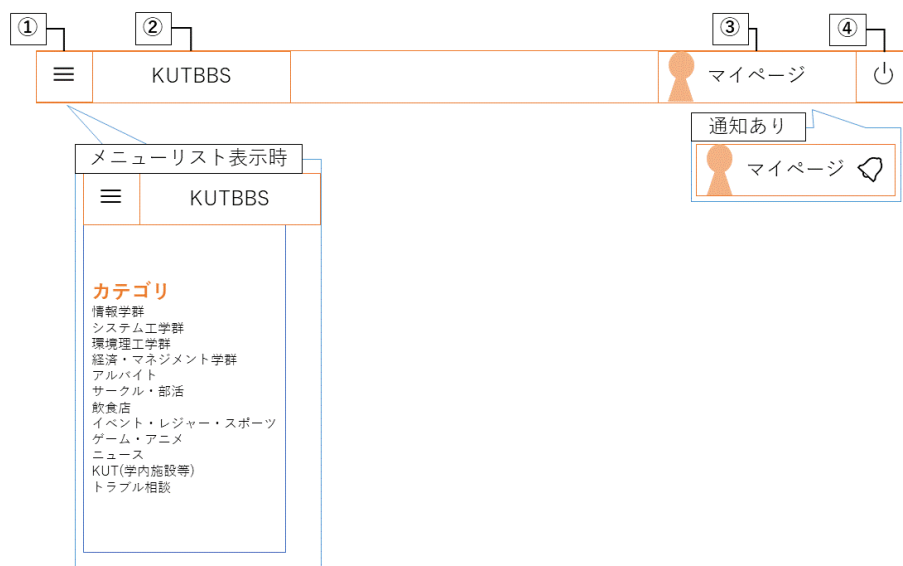 ① ② ③ ④
KUTBBS マイページ
通知あり
マイページ
メニューリスト表示時
KUTBBS
カテゴリ
情報学群
システム工学群
環境理工学群
経済・マネジメント学群
アルバイト
サークル・部活
飲食店
イベント・レジャー・スポーツ
ゲーム・アニメ
ニュース
KUT(学内施設等)
トラブル相談